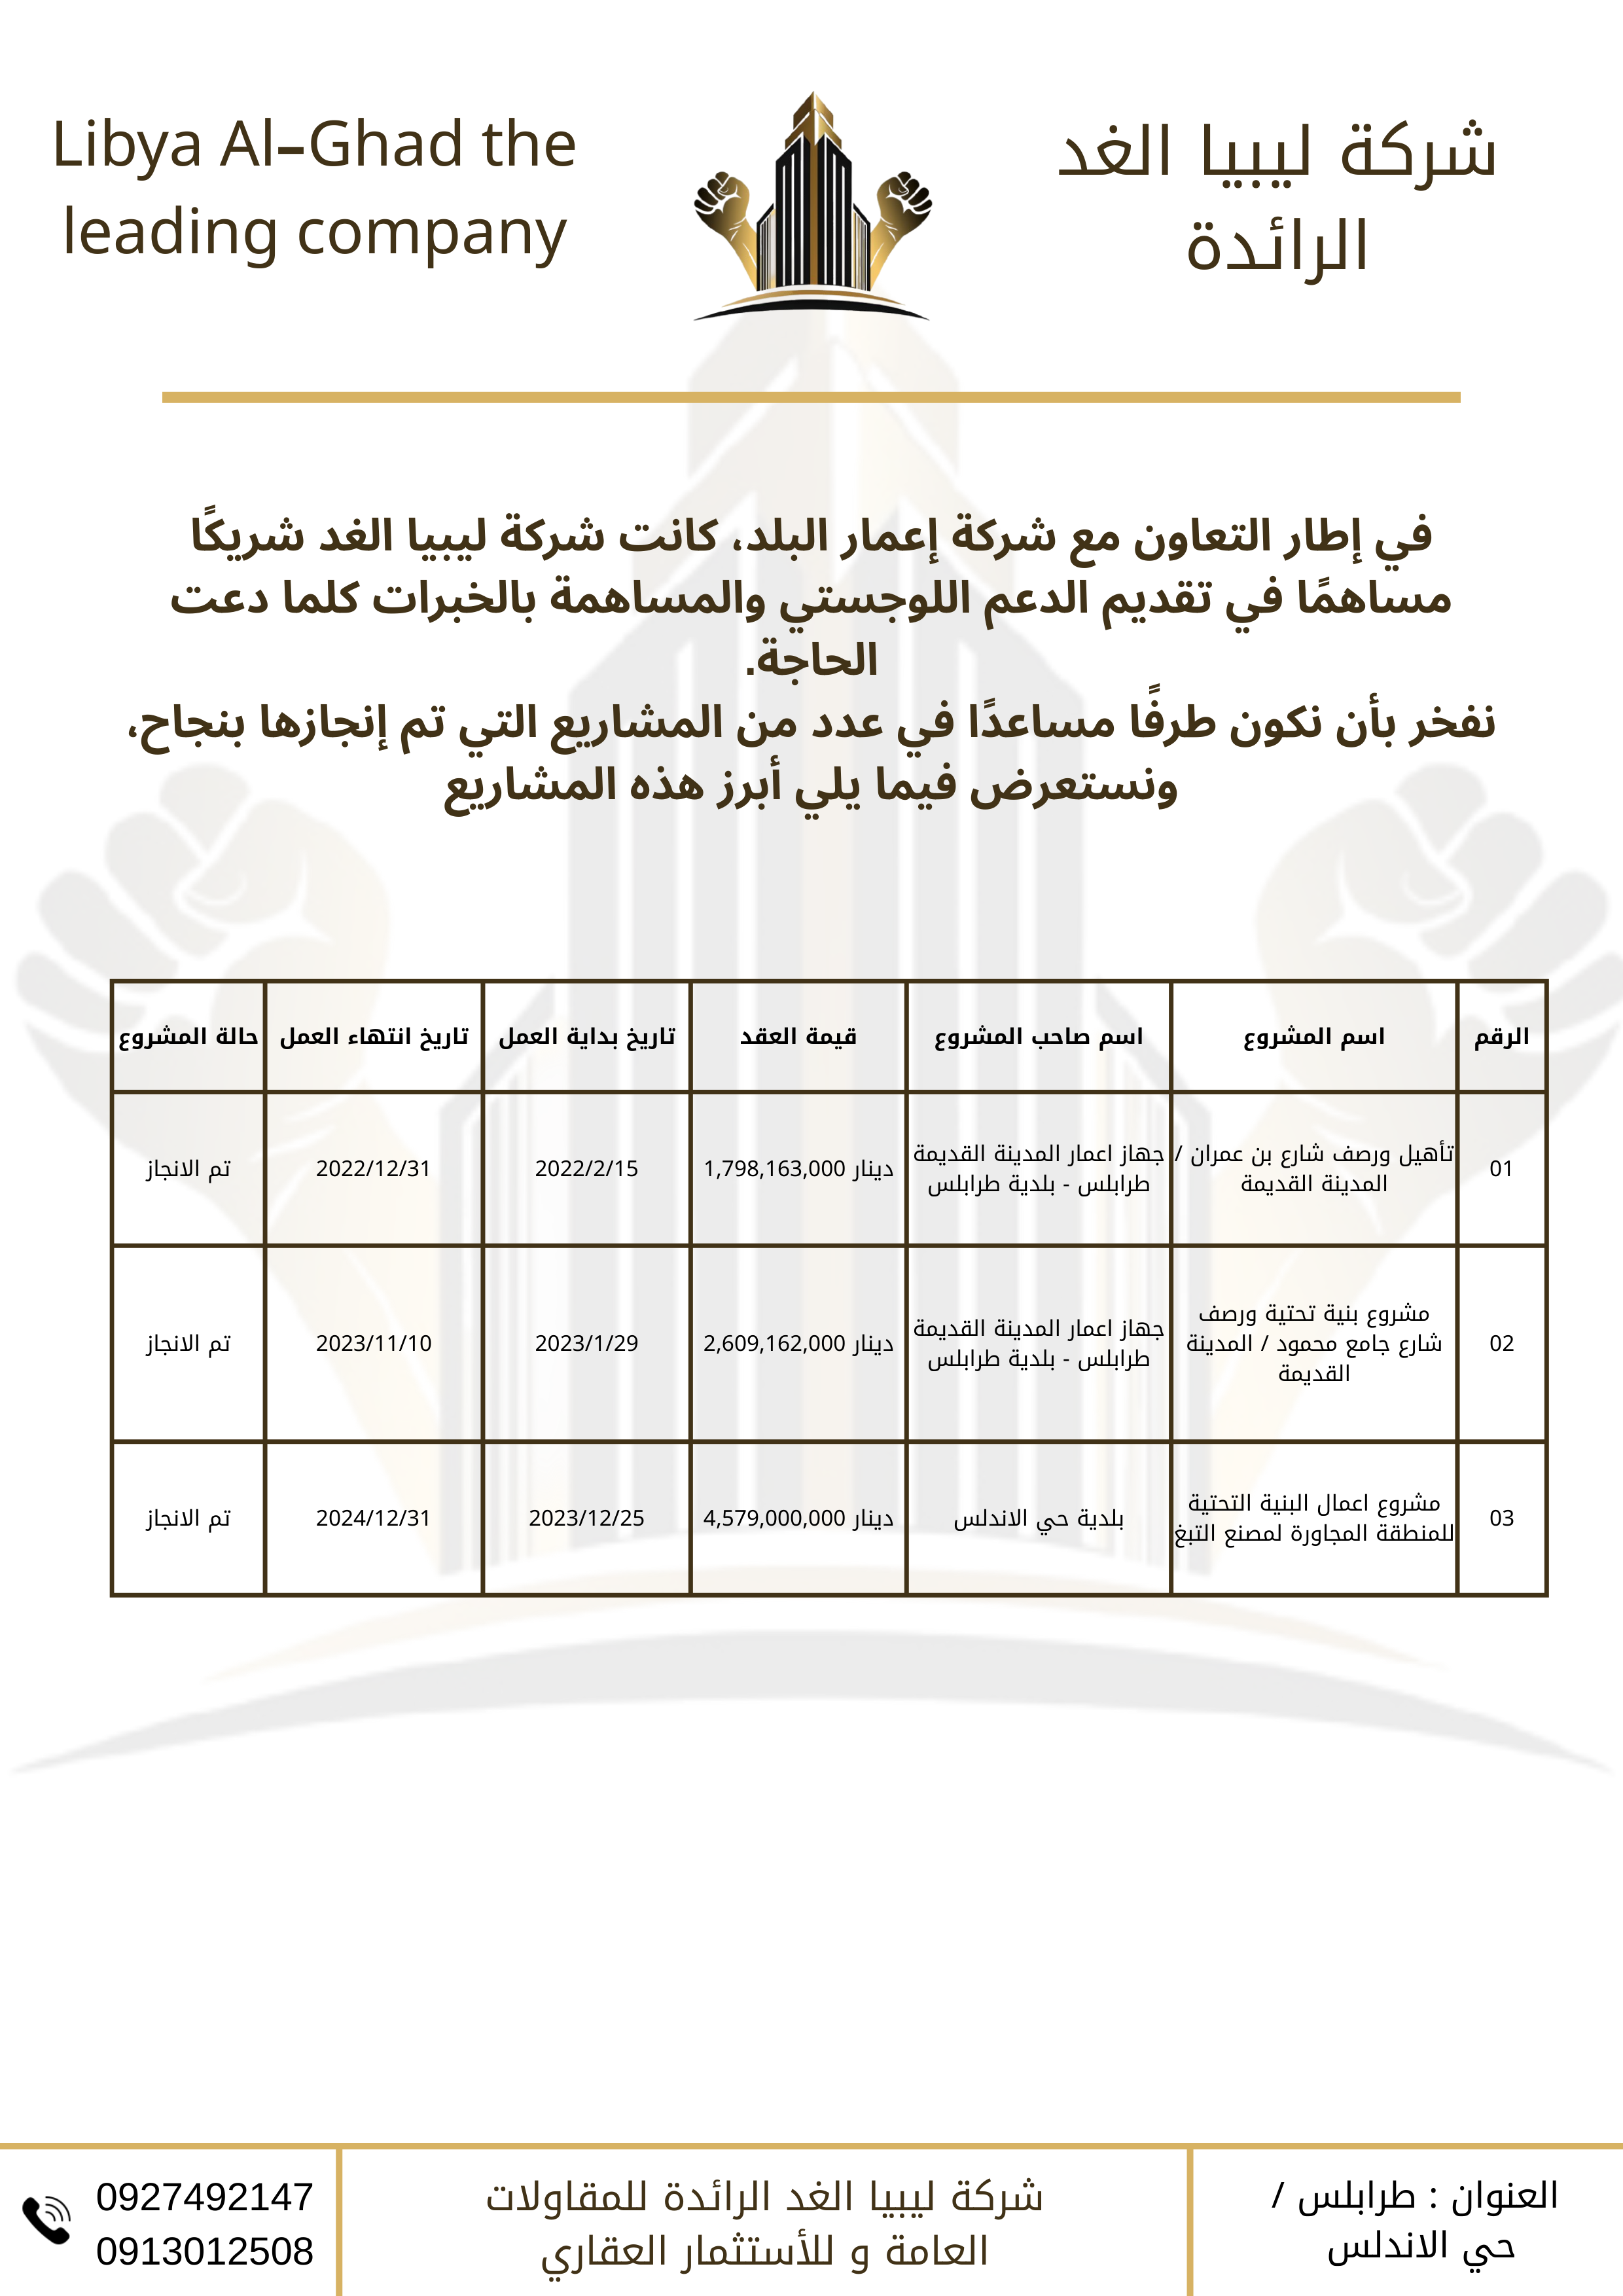 Libya Al–Ghad the
leading company
شركة ليبيا الغد
الرائدة
في إطار التعاون مع شركة إعمار البلد، كانت شركة ليبيا الغد شريكًا
مساهمًا في تقديم الدعم اللوجستي والمساهمة بالخبرات كلما دعت
الحاجة.
نفخر بأن نكون طرفًا مساعدًا في عدد من المشاريع التي تم إنجازها بنجاح،
ونستعرض فيما يلي أبرز هذه المشاريع
الرقم
اسم المشروع
اسم صاحب المشروع
قيمة العقد
تاريخ بداية العمل
تاريخ انتهاء العمل
حالة المشروع
01
تأهيل ورصف شارع بن عمران /
المدينة القديمة
جهاز اعمار المدينة القديمة
طرابلس - بلدية طرابلس
دينار 1,798,163,000
2022/2/15
2022/12/31
تم الانجاز
02
مشروع بنية تحتية ورصف
شارع جامع محمود / المدينة
القديمة
جهاز اعمار المدينة القديمة
طرابلس - بلدية طرابلس
دينار 2,609,162,000
2023/1/29
2023/11/10
تم الانجاز
03
مشروع اعمال البنية التحتية
للمنطقة المجاورة لمصنع التبغ
بلدية حي الاندلس
دينار 4,579,000,000
2023/12/25
2024/12/31
تم الانجاز
العنوان : طرابلس /
حي الاندلس
شركة ليبيا الغد الرائدة للمقاولات
العامة و للأستثمار العقاري
0927492147
0913012508